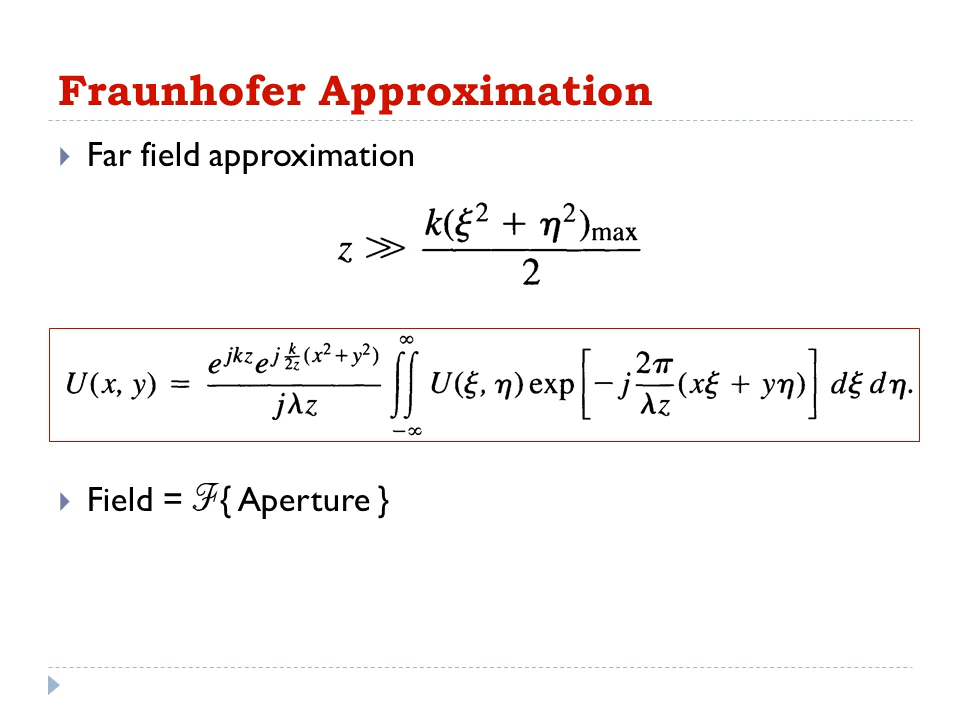 Fraunhofer Approximation
Far field approximation
z ≫ k(ξ² + η²)max / 2
U(x, y) = e^{jkz} e^{j k/2z (x² + y²)} / jλz ∬_{−∞}^{∞} U(ξ, η) exp[−j 2π/λz (xξ + yη)] dξ dη.
Field = ℱ{ Aperture }